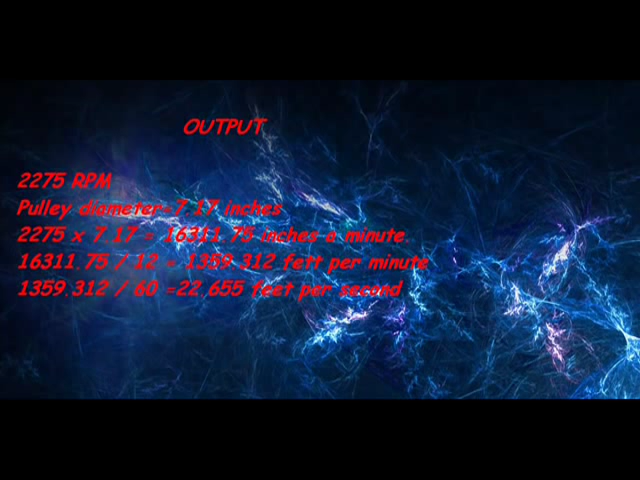 OUTPUT
2275 RPM
Pulley diameter=7.17 inches
2275 x 7.17 = 16311.75 inches a minute.
16311.75 / 12 = 1359.312 fett per minute
1359.312 / 60 =22.655 feet per second